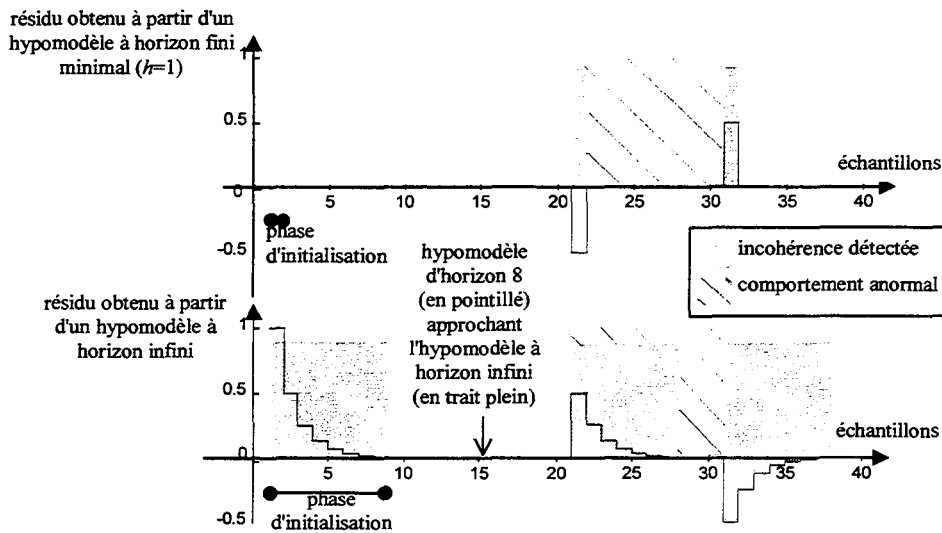 résidu obtenu à partir d'un
hypomodèle à horizon fini
minimal (h=1)
1
0.5
0
-0.5
5
10
15
20
25
30
35
40
échantillons
phase
d'initialisation
incohérence détectée
comportement anormal
hypomodèle
d'horizon 8
(en pointillé)
approchant
l'hypomodèle à
horizon infini
(en trait plein)
résidu obtenu à partir
d'un hypomodèle à
horizon infini
1
0.5
0
-0.5
5
10
15
20
25
30
35
40
échantillons
phase
d'initialisation